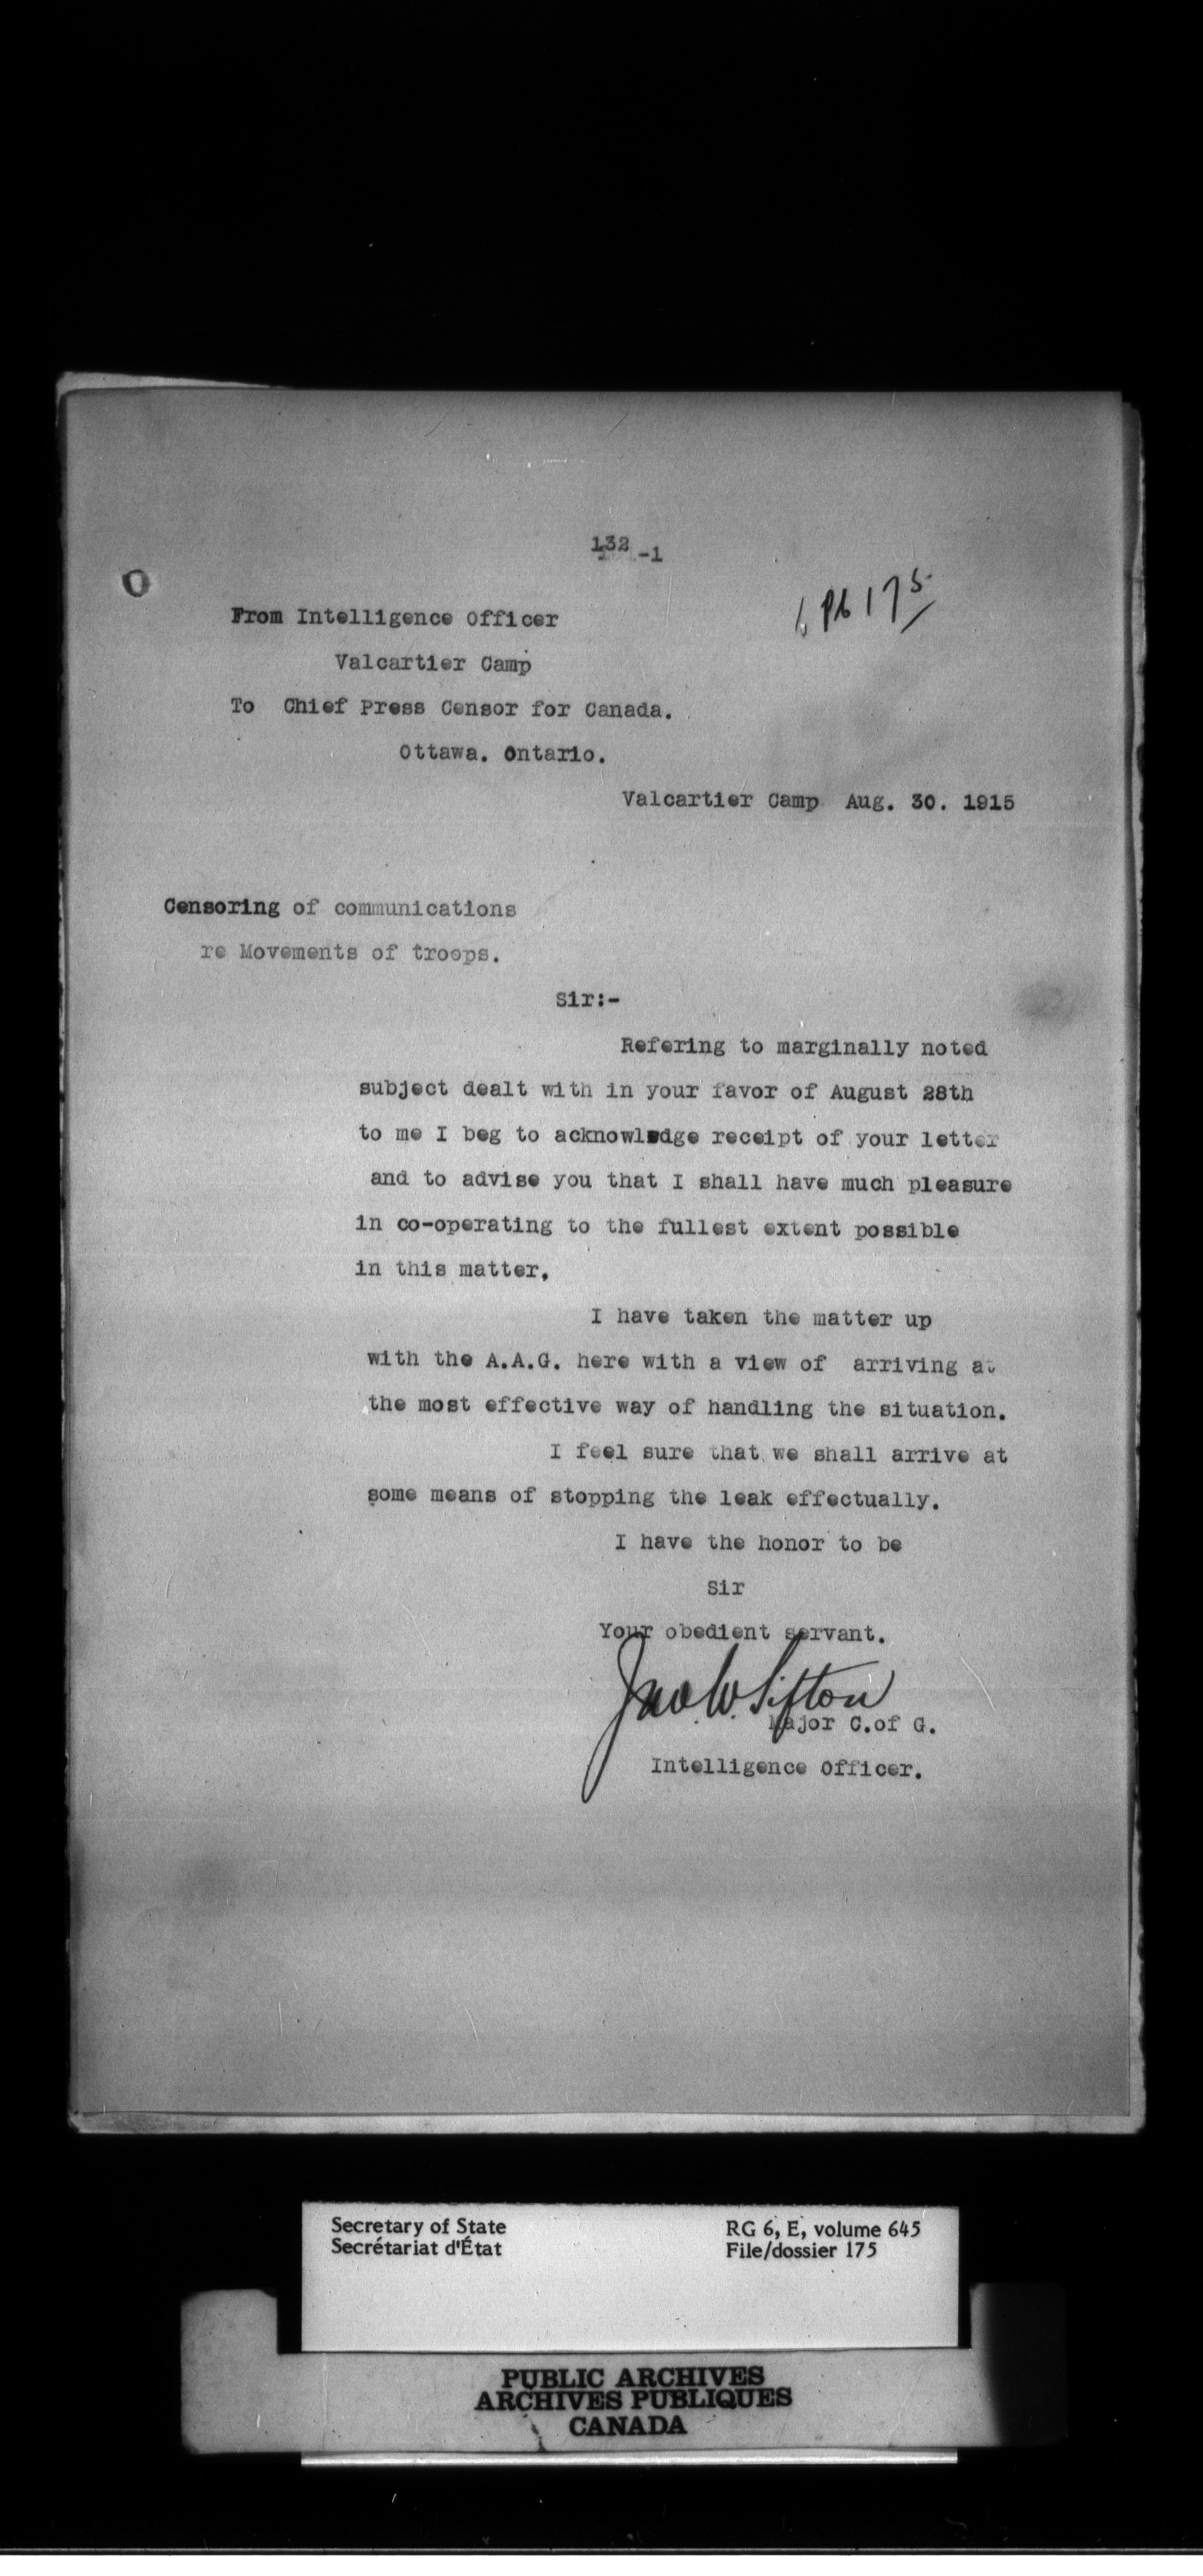 132 -1
175
From Intelligence Officer
Valcartier Camp
To Chief Press Censor for Canada.
Ottawa. Ontario.
Valcartier Camp Aug. 30. 1915
Censoring of communications
re Movements of troops.
Sir:-
Refering to marginally noted
subject dealt with in your favor of August 28th
to me I beg to acknowledge receipt of your letter
and to advise you that I shall have much pleasure
in co-operating to the fullest extent possible
in this matter.
I have taken the matter up
with the A.A.G. here with a view of arriving at
the most effective way of handling the situation.
I feel sure that we shall arrive at
some means of stopping the leak effectually.
I have the honor to be
Sir
Your obedient servant.
Jno. W. Sifton
Major C.of G.
Intelligence Officer.
Secretary of State
Secrétariat d'État
RG 6, E, volume 645
File/dossier 175
PUBLIC ARCHIVES
ARCHIVES PUBLIQUES
CANADA